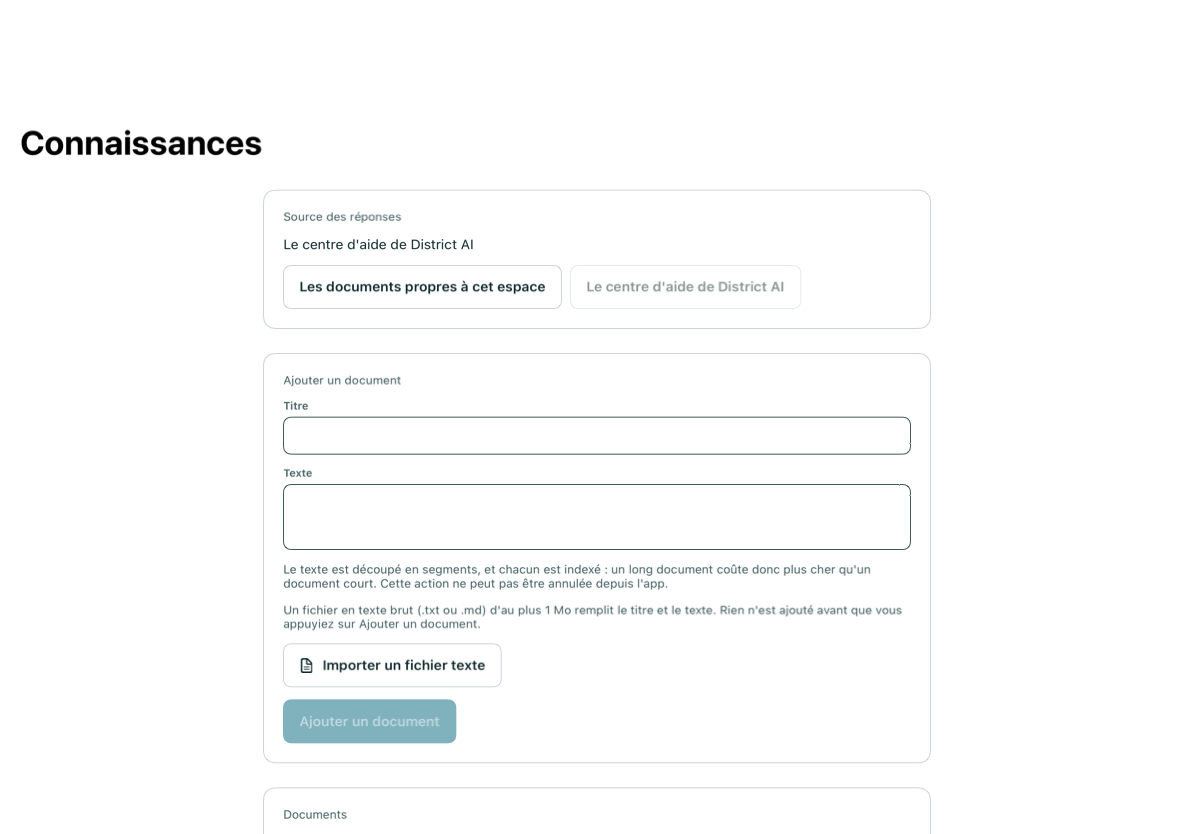 Connaissances
Source des réponses
Le centre d'aide de District AI
Les documents propres à cet espace
Le centre d'aide de District AI
Ajouter un document
Titre
Texte
Le texte est découpé en segments, et chacun est indexé : un long document coûte donc plus cher qu'un
document court. Cette action ne peut pas être annulée depuis l'app.
Un fichier en texte brut (.txt ou .md) d'au plus 1 Mo remplit le titre et le texte. Rien n'est ajouté avant que vous
appuyiez sur Ajouter un document.
Importer un fichier texte
Ajouter un document
Documents